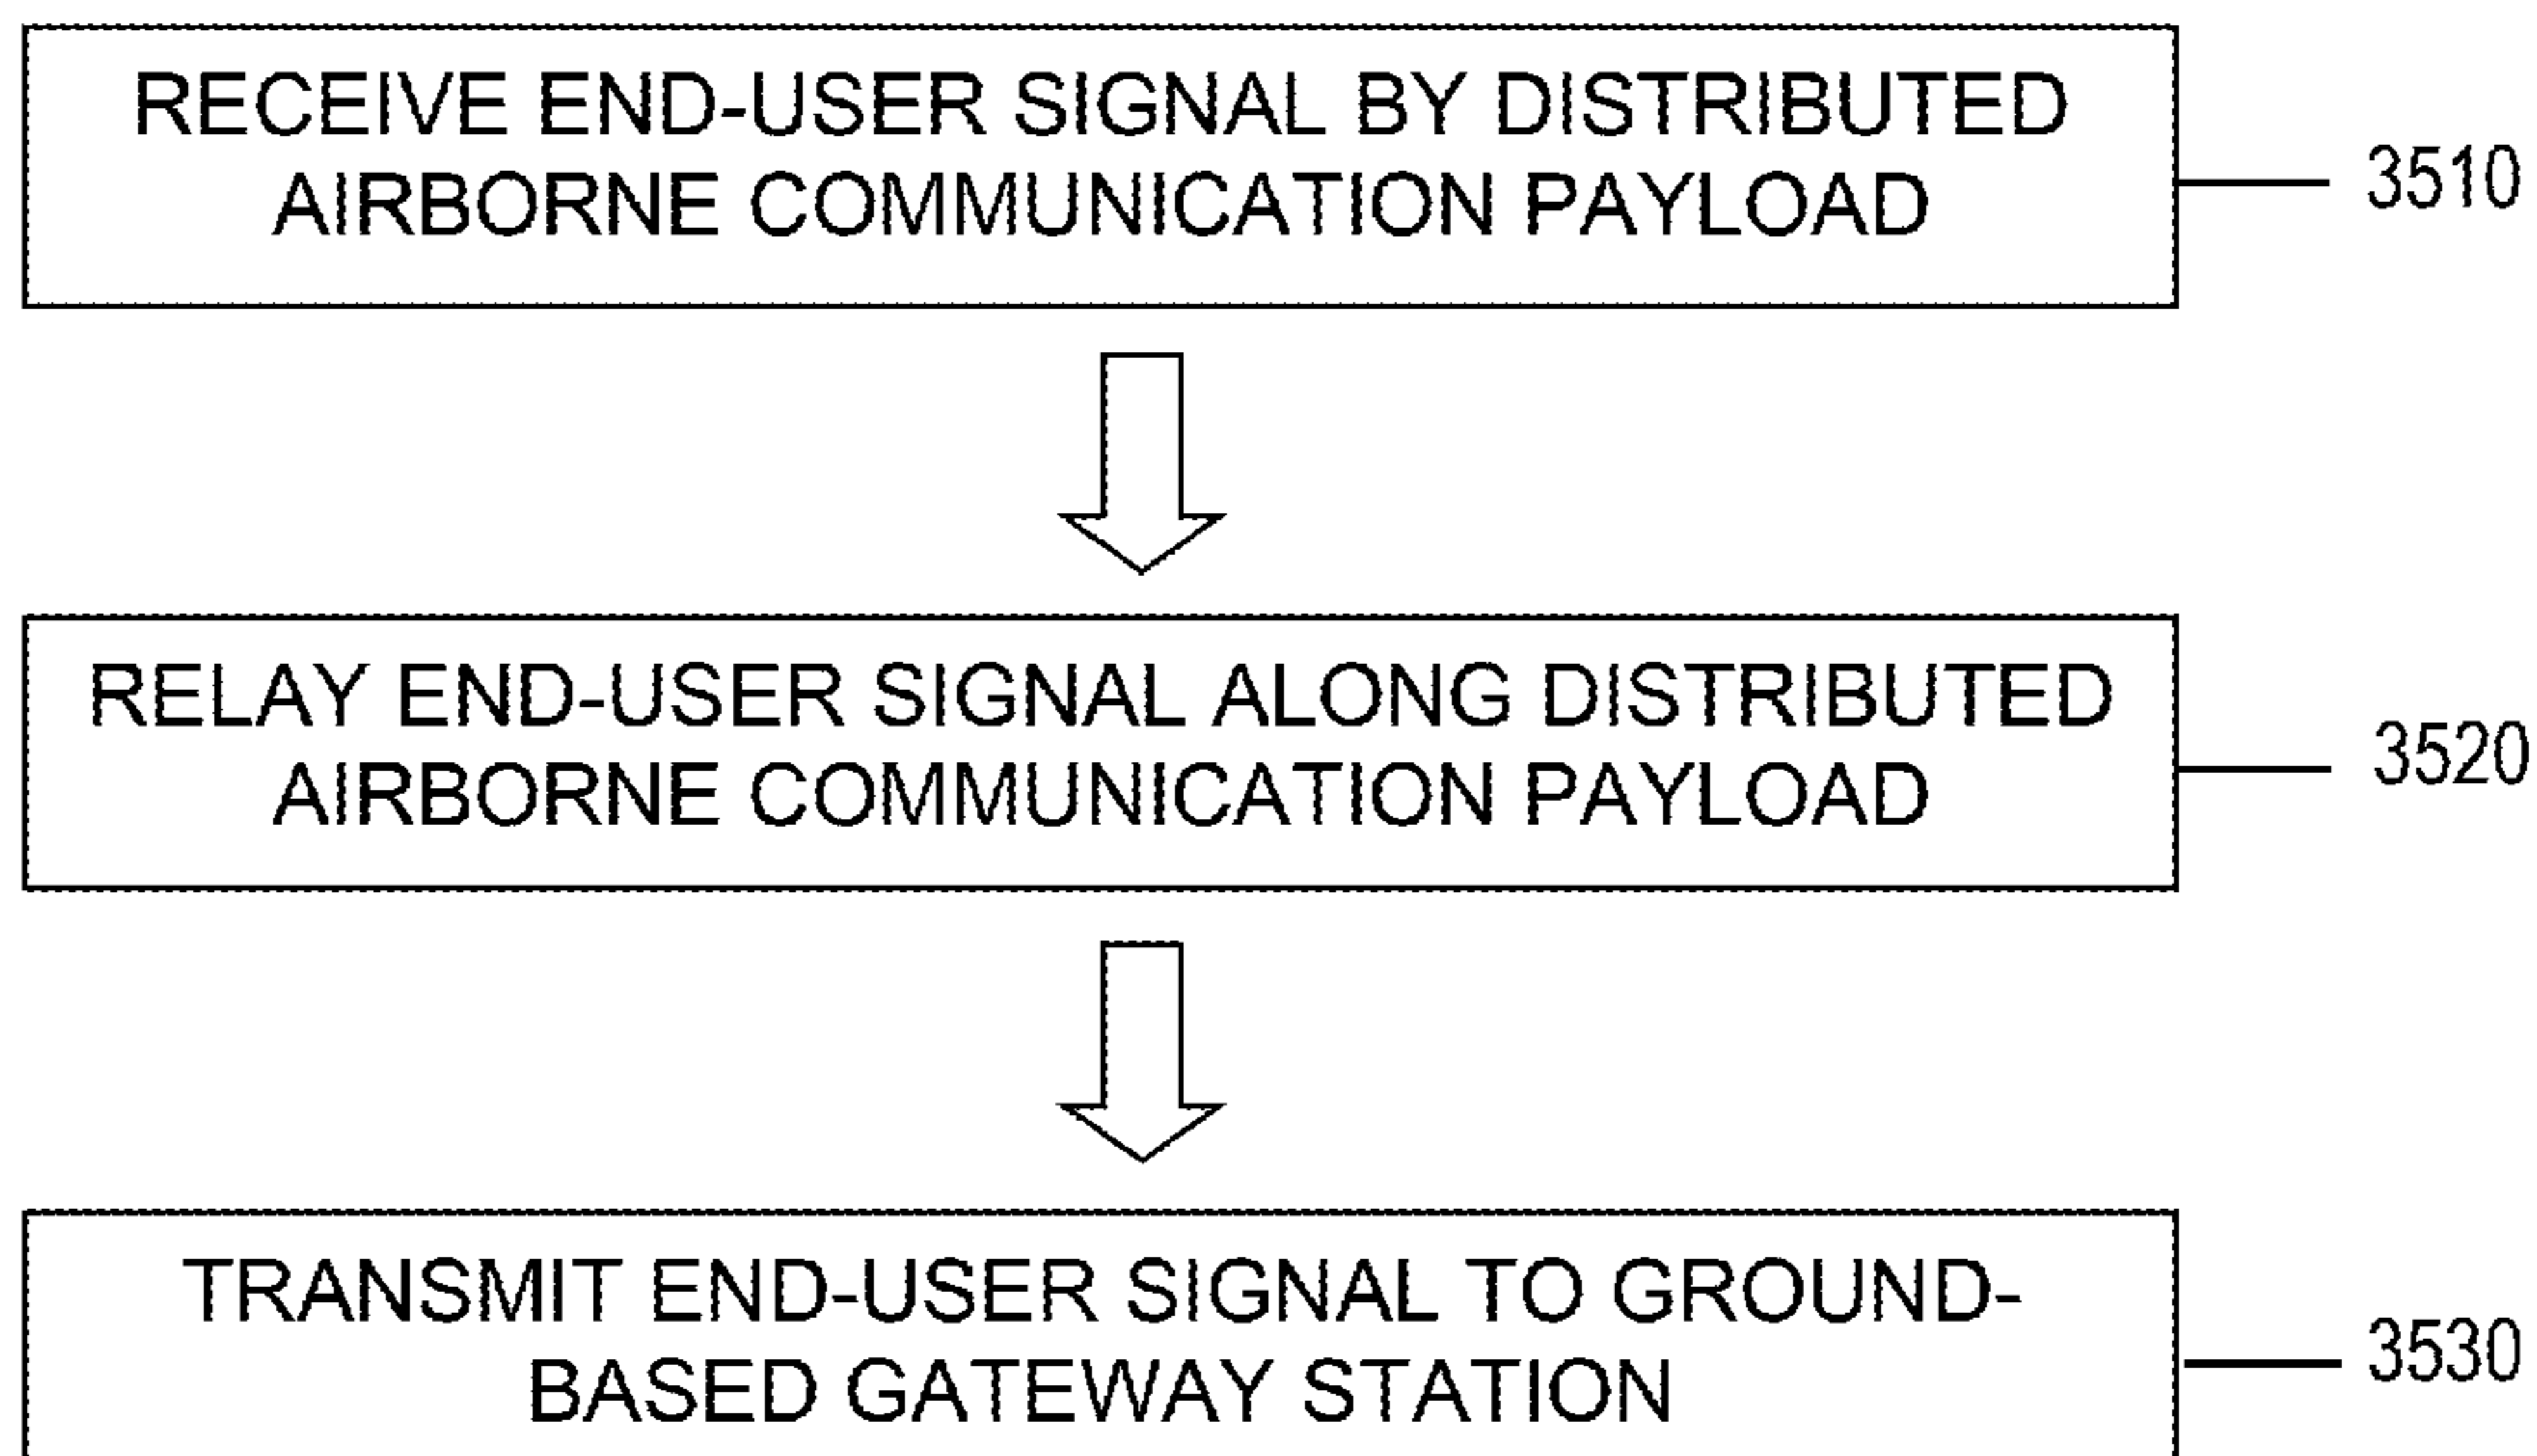 RECEIVE END-USER SIGNAL BY DISTRIBUTED
AIRBORNE COMMUNICATION PAYLOAD
3510
RELAY END-USER SIGNAL ALONG DISTRIBUTED
AIRBORNE COMMUNICATION PAYLOAD
3520
TRANSMIT END-USER SIGNAL TO GROUND-
BASED GATEWAY STATION
3530